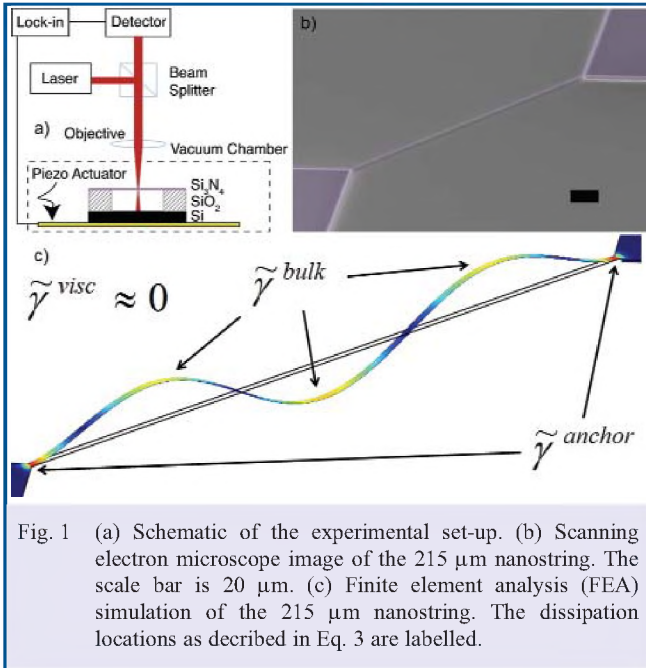 Lock-in
Detector
Laser
Beam
Splitter
a)
Objective
Vacuum Chamber
Piezo Actuator
Si₃N₄
SiO₂
Si
b)
c)
γ̃ visc ≈ 0
γ̃ bulk
γ̃ anchor
Fig. 1 (a) Schematic of the experimental set-up. (b) Scanning
electron microscope image of the 215 μm nanostring. The
scale bar is 20 μm. (c) Finite element analysis (FEA)
simulation of the 215 μm nanostring. The dissipation
locations as decribed in Eq. 3 are labelled.